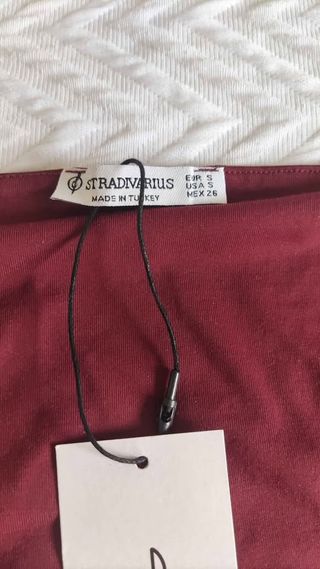 STRADIVARIUS
MADE IN TURKEY
EUR S
USA S
MEX 26